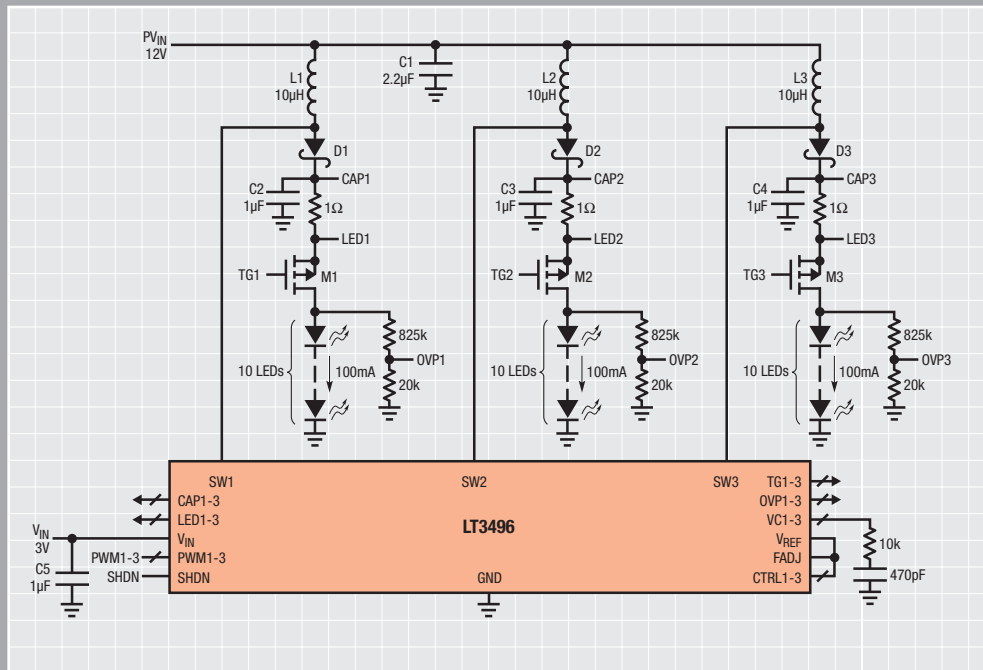 PVIN
12V
C1
2.2µF
L1
10µH
L2
10µH
L3
10µH
D1
D2
D3
CAP1
CAP2
CAP3
C2
1µF
C3
1µF
C4
1µF
1Ω
1Ω
1Ω
LED1
LED2
LED3
TG1
M1
TG2
M2
TG3
M3
825k
825k
825k
OVP1
OVP2
OVP3
10 LEDs
100mA
20k
10 LEDs
100mA
20k
10 LEDs
100mA
20k
SW1
SW2
SW3
CAP1-3
LED1-3
VIN
3V
VIN
PWM1-3
PWM1-3
SHDN
SHDN
C5
1µF
LT3496
GND
TG1-3
OVP1-3
VC1-3
VREF
FADJ
CTRL1-3
10k
470pF